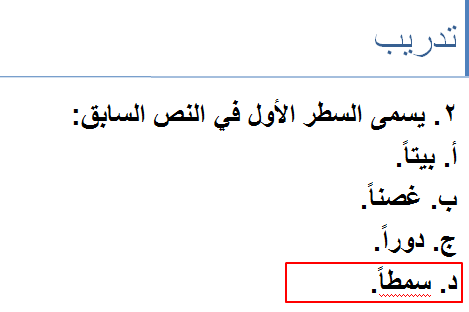 تدريب
٢. يسمى السطر الأول في النص السابق:
أ. بيتاً.
ب. غصناً.
ج. دوراً.
د. سمطاً.